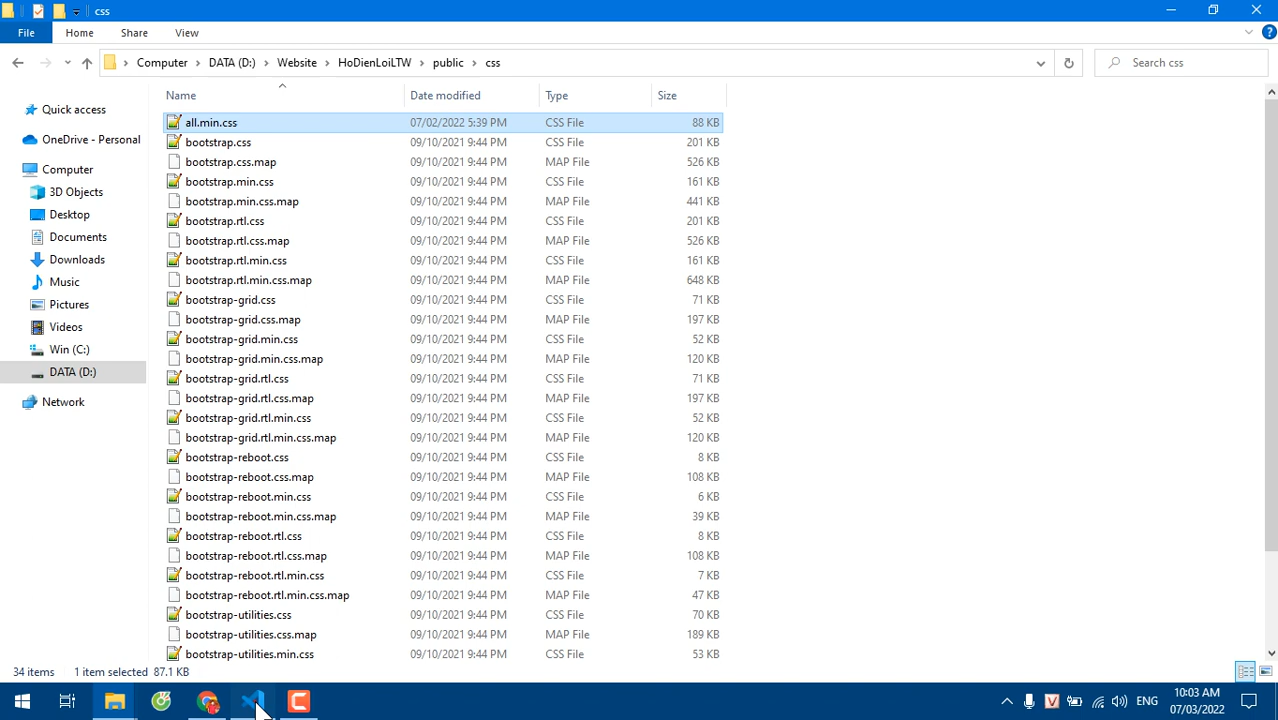 css
File Home Share View
Computer DATA (D:) Website HoDienLoiLTW public css Search css
Name Date modified Type Size
Quick access
OneDrive - Personal
Computer
3D Objects
Desktop
Documents
Downloads
Music
Pictures
Videos
Win (C:)
DATA (D:)
Network
all.min.css 07/02/2022 5:39 PM CSS File 88 KB
bootstrap.css 09/10/2021 9:44 PM CSS File 201 KB
bootstrap.css.map 09/10/2021 9:44 PM MAP File 526 KB
bootstrap.min.css 09/10/2021 9:44 PM CSS File 161 KB
bootstrap.min.css.map 09/10/2021 9:44 PM MAP File 441 KB
bootstrap.rtl.css 09/10/2021 9:44 PM CSS File 201 KB
bootstrap.rtl.css.map 09/10/2021 9:44 PM MAP File 526 KB
bootstrap.rtl.min.css 09/10/2021 9:44 PM CSS File 161 KB
bootstrap.rtl.min.css.map 09/10/2021 9:44 PM MAP File 648 KB
bootstrap-grid.css 09/10/2021 9:44 PM CSS File 71 KB
bootstrap-grid.css.map 09/10/2021 9:44 PM MAP File 197 KB
bootstrap-grid.min.css 09/10/2021 9:44 PM CSS File 52 KB
bootstrap-grid.min.css.map 09/10/2021 9:44 PM MAP File 120 KB
bootstrap-grid.rtl.css 09/10/2021 9:44 PM CSS File 71 KB
bootstrap-grid.rtl.css.map 09/10/2021 9:44 PM MAP File 197 KB
bootstrap-grid.rtl.min.css 09/10/2021 9:44 PM CSS File 52 KB
bootstrap-grid.rtl.min.css.map 09/10/2021 9:44 PM MAP File 120 KB
bootstrap-reboot.css 09/10/2021 9:44 PM CSS File 8 KB
bootstrap-reboot.css.map 09/10/2021 9:44 PM MAP File 108 KB
bootstrap-reboot.min.css 09/10/2021 9:44 PM CSS File 6 KB
bootstrap-reboot.min.css.map 09/10/2021 9:44 PM MAP File 39 KB
bootstrap-reboot.rtl.css 09/10/2021 9:44 PM CSS File 8 KB
bootstrap-reboot.rtl.css.map 09/10/2021 9:44 PM MAP File 108 KB
bootstrap-reboot.rtl.min.css 09/10/2021 9:44 PM CSS File 7 KB
bootstrap-reboot.rtl.min.css.map 09/10/2021 9:44 PM MAP File 47 KB
bootstrap-utilities.css 09/10/2021 9:44 PM CSS File 70 KB
bootstrap-utilities.css.map 09/10/2021 9:44 PM MAP File 189 KB
bootstrap-utilities.min.css 09/10/2021 9:44 PM CSS File 53 KB
34 items 1 item selected 87.1 KB
ENG 10:03 AM
07/03/2022